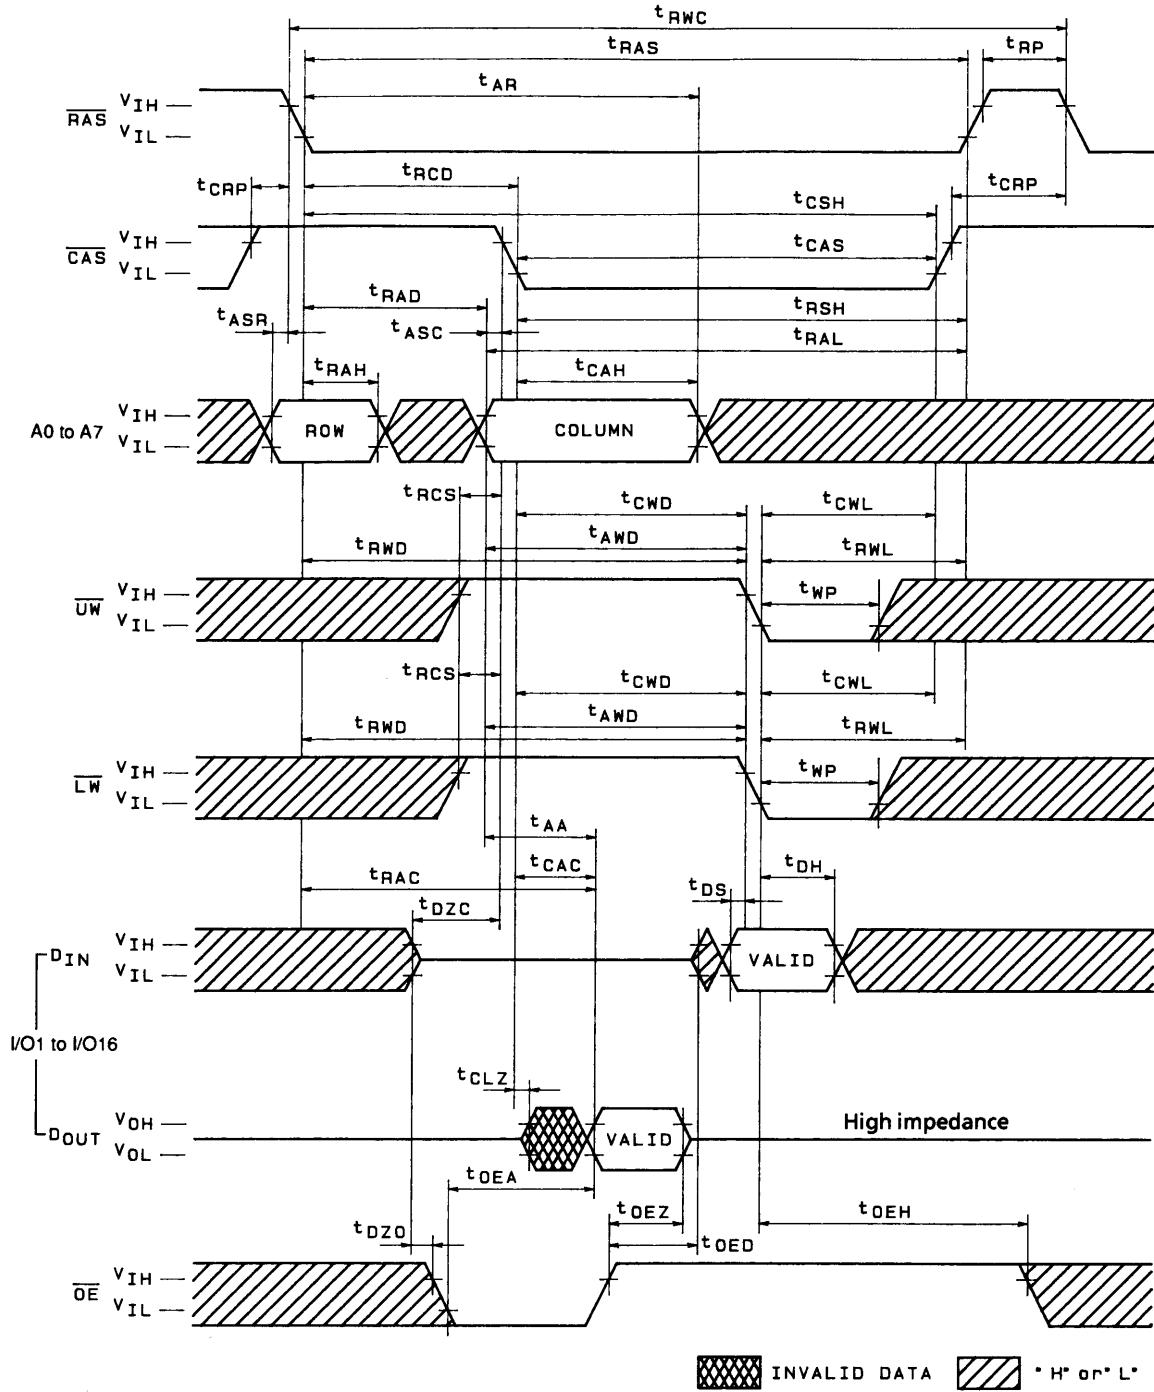 tRWC
tRAS
tRP
tAR
RAS VIH
VIL
tCRP
tRCD
tCRP
tCSH
CAS VIH
VIL
tCAS
tRAD
tRSH
tASR
tASC
tRAL
tRAH
tCAH
A0 to A7 VIH
VIL
ROW
COLUMN
tRCS
tCWD
tCWL
tRWD
tAWD
tRWL
UW VIH
VIL
tWP
tRCS
tCWD
tCWL
tRWD
tAWD
tRWL
LW VIH
VIL
tWP
tAA
tCAC
tDH
tRAC
tDS
tDZC
DIN VIH
VIL
VALID
I/O1 to I/O16
tCLZ
DOUT VOH
VOL
VALID
High impedance
tOEA
tOEZ
tOEH
tDZO
tOED
OE VIH
VIL
INVALID DATA
"H" or "L"